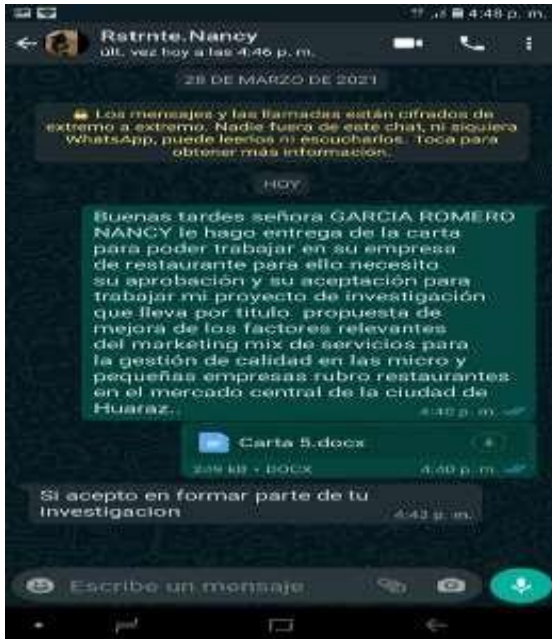 4:48 p. m.
Rstrnte.Nancy
últ. vez hoy a las 4:46 p. m.
28 DE MARZO DE 2021
Los mensajes y las llamadas están cifrados de
extremo a extremo. Nadie fuera de este chat, ni siquiera
WhatsApp, puede leerlos ni escucharlos. Toca para
obtener más información.
HOY
Buenas tardes señora GARCIA ROMERO
NANCY le hago entrega de la carta
para poder trabajar en su empresa
de restaurante para ello necesito
su aprobación y su aceptación para
trabajar mi proyecto de investigación
que lleva por titulo propuesta de
mejora de los factores relevantes
del marketing mix de servicios para
la gestión de calidad en las micro y
pequeñas empresas rubro restaurantes
en el mercado central de la ciudad de
Huaraz..
4:40 p. m.
Carta 5.docx
kB • DOCX
4:40 p. m.
Si acepto en formar parte de tu
Investigacion
4:43 p. m.
Escribe un mensaje